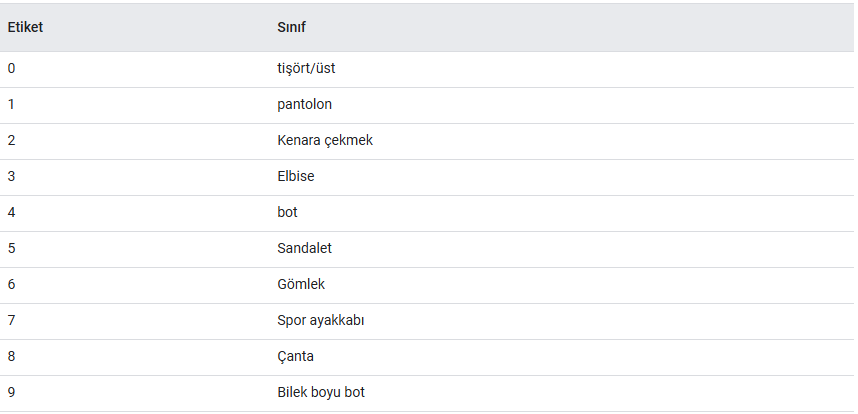 Etiket Sınıf
0 tişört/üst
1 pantolon
2 Kenara çekmek
3 Elbise
4 bot
5 Sandalet
6 Gömlek
7 Spor ayakkabı
8 Çanta
9 Bilek boyu bot